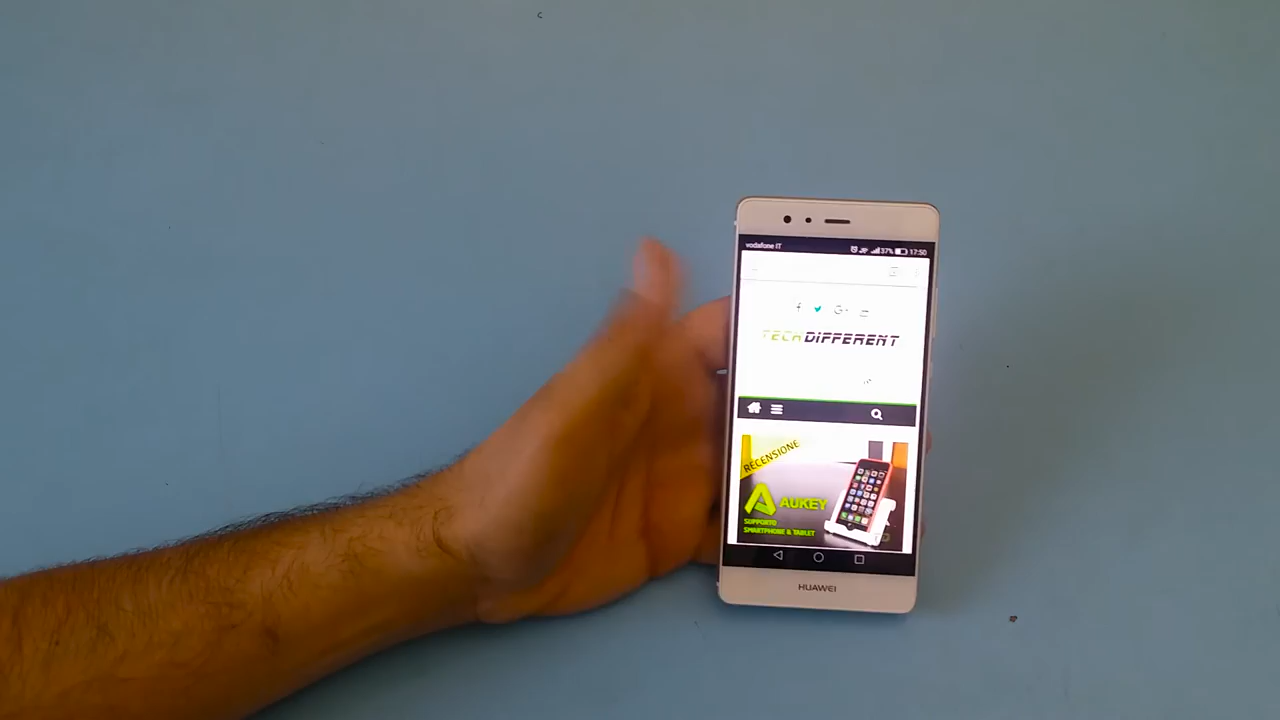 vodafone IT 37% 17:50
TECHDIFFERENT
RECENSIONE
AUKEY
SUPPORTO
SMARTPHONE & TABLET
HUAWEI